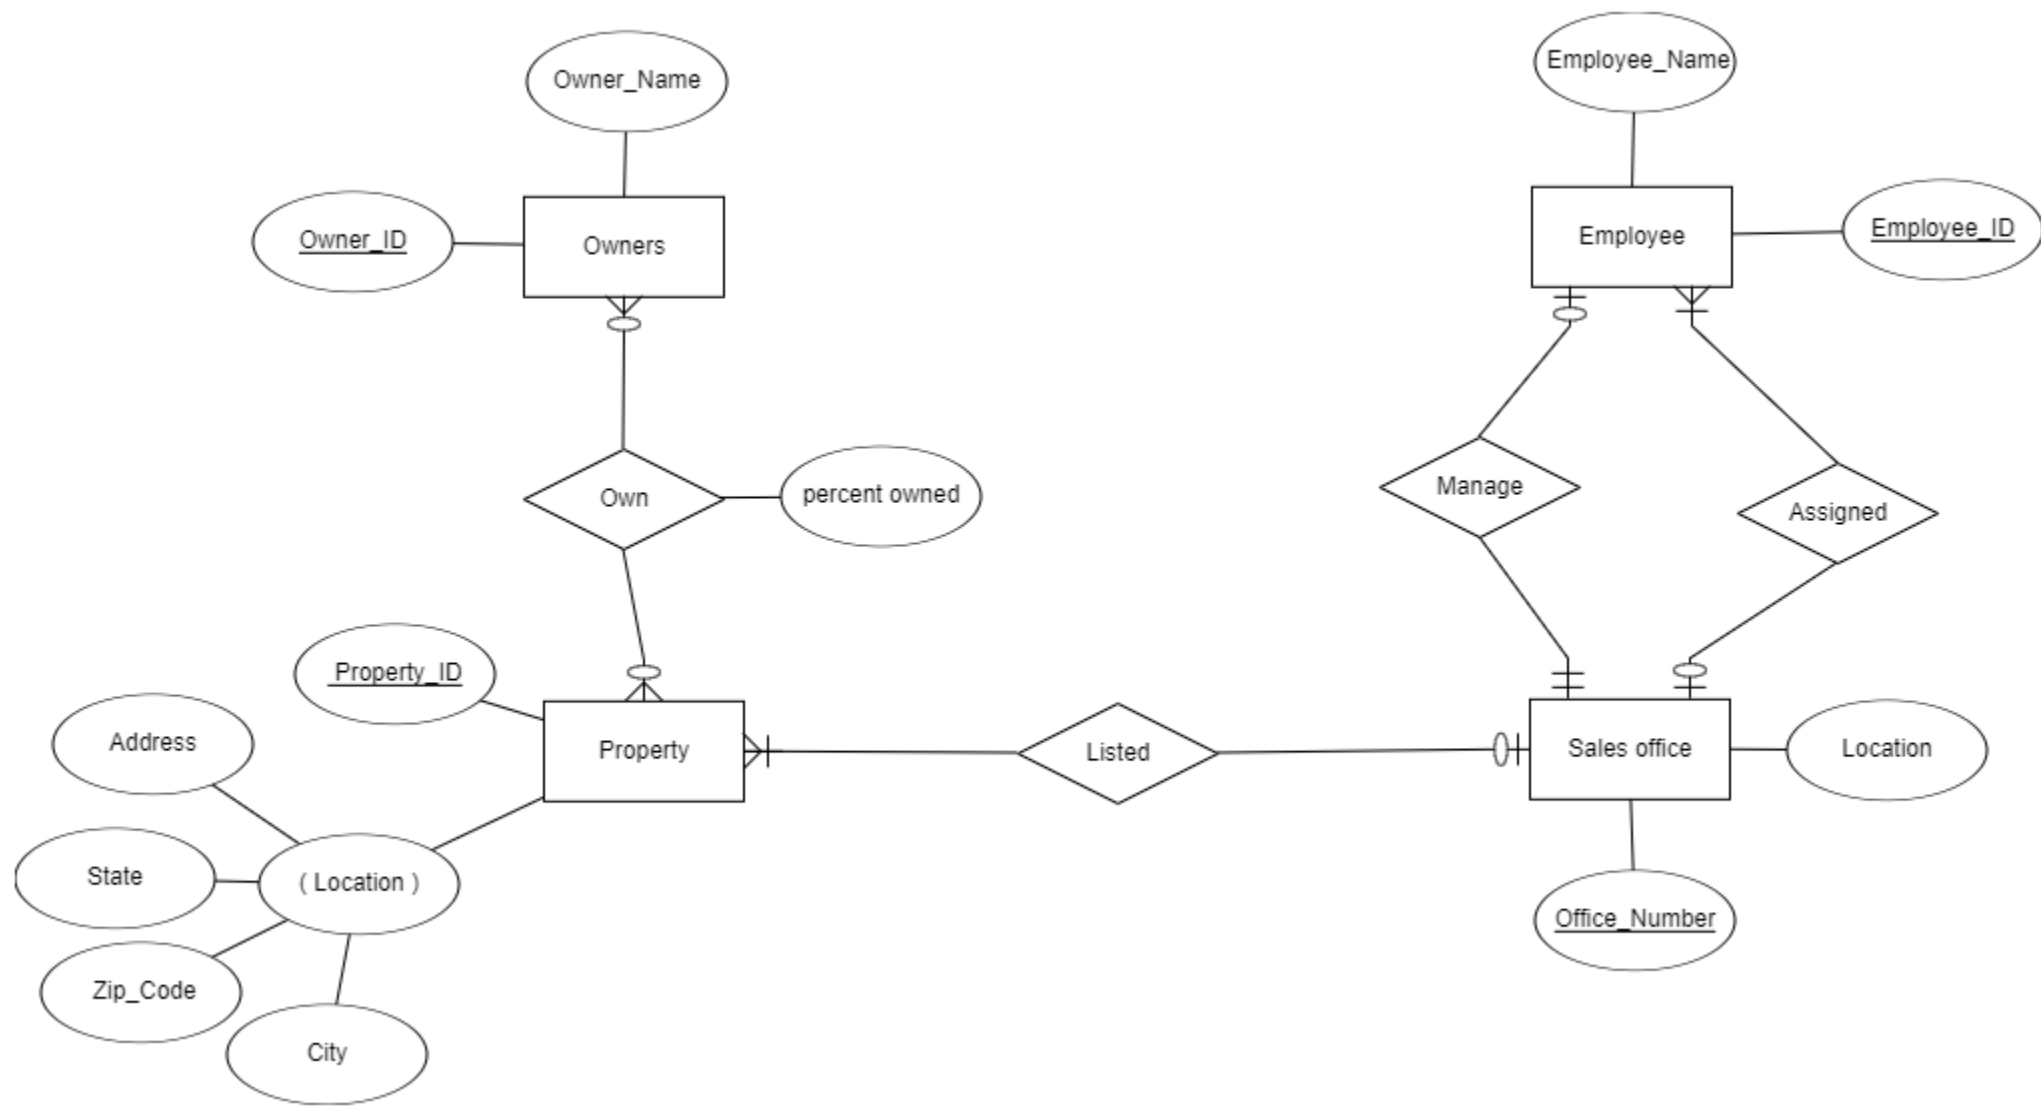 Employee_Name
Owner_Name
Employee_ID
Employee
Owner_ID
Owners
Manage
percent owned
Own
Assigned
Property_ID
Address
Property
Listed
Sales office
Location
State
( Location )
Office_Number
Zip_Code
City